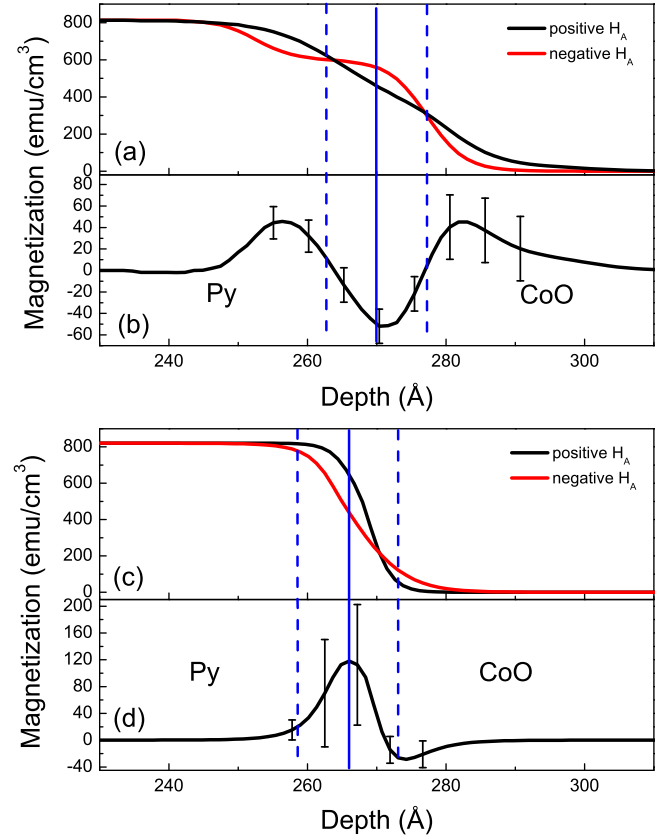 800
600
400
200
0
positive H_A
negative H_A
(a)
Magnetization (emu/cm³)
80
60
40
20
0
-20
-40
-60
Py
CoO
(b)
240 260 280 300
Depth (Å)
800
600
400
200
0
positive H_A
negative H_A
(c)
Magnetization (emu/cm³)
200
160
120
80
40
0
-40
Py
CoO
(d)
240 260 280 300
Depth (Å)